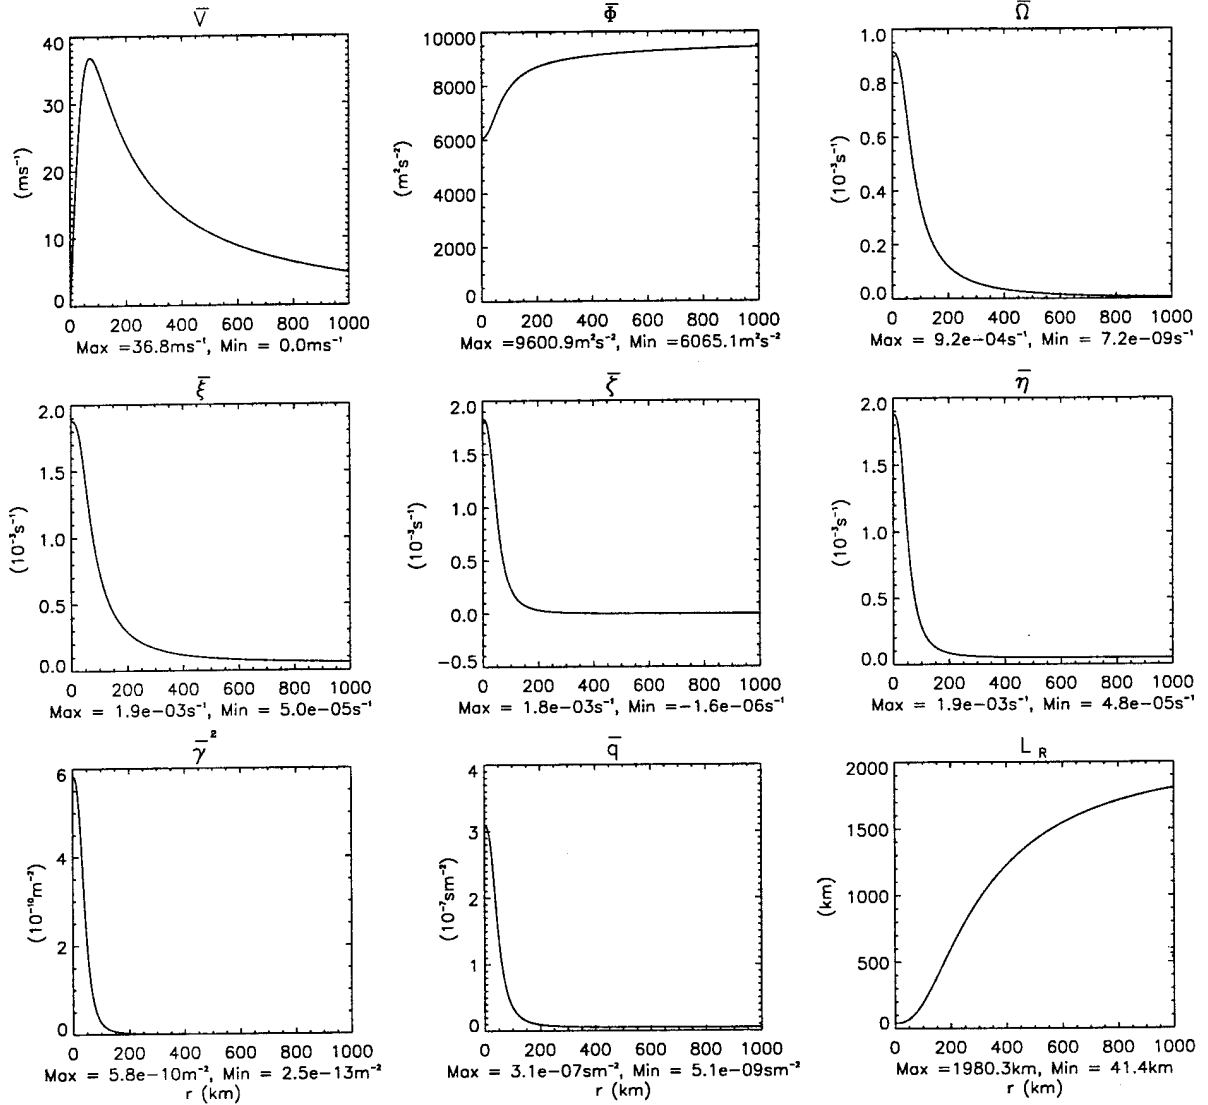 V̄ Φ̄ Ω̄
40 30 20 10 0
(ms⁻¹)
0 200 400 600 800 1000
Max =36.8ms⁻¹, Min = 0.0ms⁻¹
10000 8000 6000 4000 2000 0
(m²s⁻²)
0 200 400 600 800 1000
Max =9600.9m²s⁻², Min =6065.1m²s⁻²
1.0 0.8 0.6 0.4 0.2 0.0
(10⁻³s⁻¹)
0 200 400 600 800 1000
Max = 9.2e−04s⁻¹, Min = 7.2e−09s⁻¹
ξ̄ ζ̄ η̄
2.0 1.5 1.0 0.5 0.0
(10⁻³s⁻¹)
0 200 400 600 800 1000
Max = 1.9e−03s⁻¹, Min = 5.0e−05s⁻¹
2.0 1.5 1.0 0.5 0.0 −0.5
(10⁻³s⁻¹)
0 200 400 600 800 1000
Max = 1.8e−03s⁻¹, Min =−1.6e−06s⁻¹
2.0 1.5 1.0 0.5 0.0
(10⁻³s⁻¹)
0 200 400 600 800 1000
Max = 1.9e−03s⁻¹, Min = 4.8e−05s⁻¹
γ̄² q̄ L_R
6 4 2 0
(10⁻¹⁰m⁻²)
0 200 400 600 800 1000
Max = 5.8e−10m⁻², Min = 2.5e−13m⁻²
r (km)
4 3 2 1 0
(10⁻⁷sm⁻²)
0 200 400 600 800 1000
Max = 3.1e−07sm⁻², Min = 5.1e−09sm⁻²
r (km)
2000 1500 1000 500 0
(km)
0 200 400 600 800 1000
Max =1980.3km, Min = 41.4km
r (km)